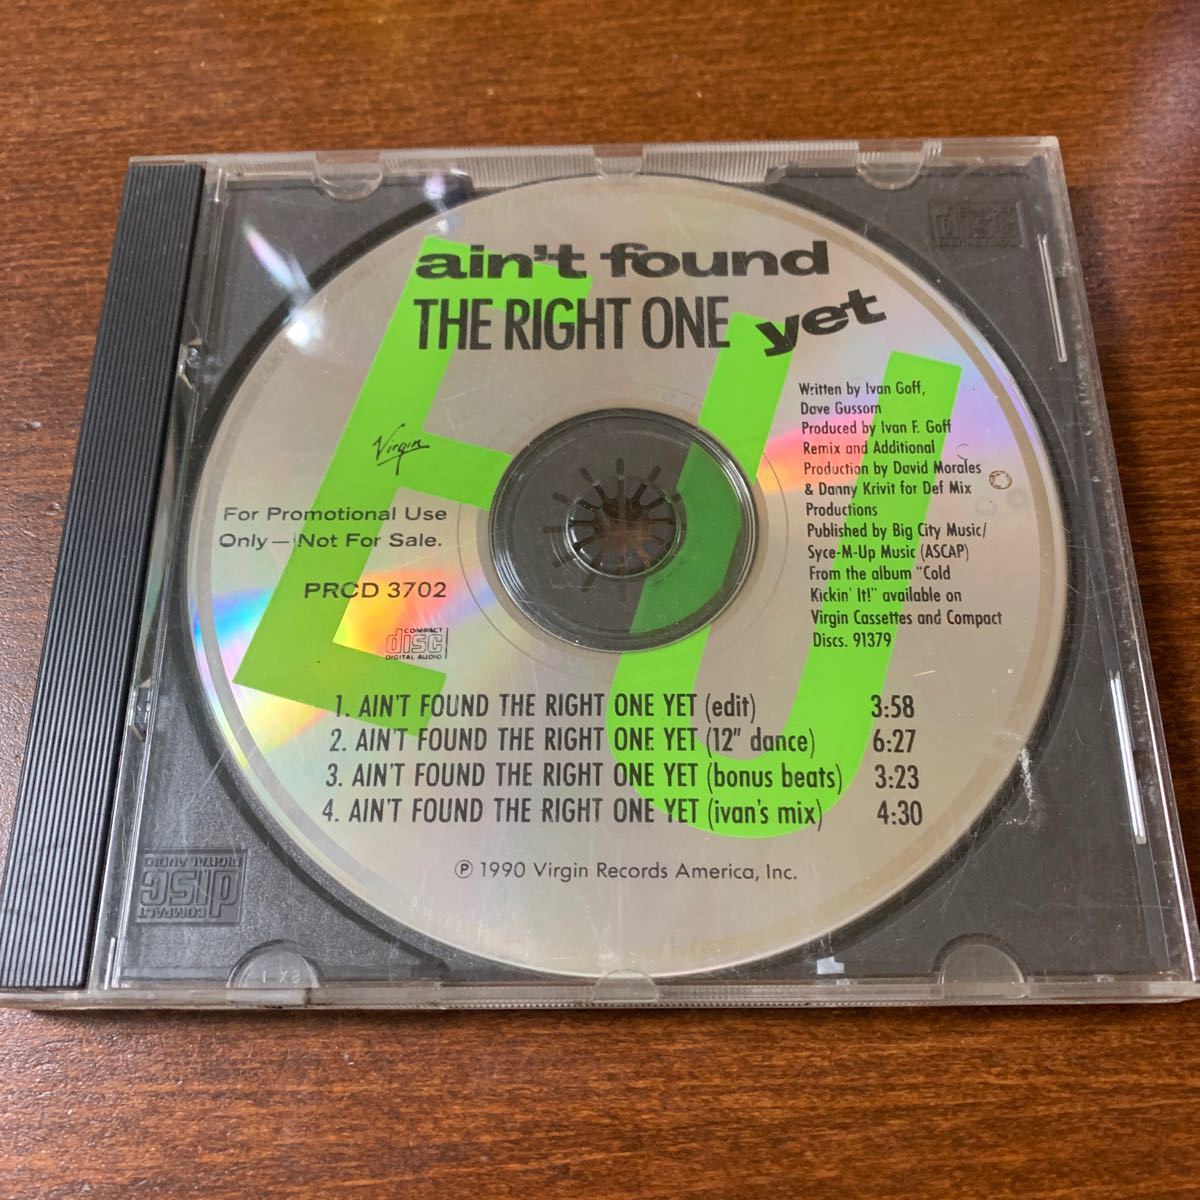 EU
ain't found
THE RIGHT ONE yet
Virgin
For Promotional Use
Only — Not For Sale.
PRCD 3702
COMPACT
disc
DIGITAL AUDIO
Written by Ivan Goff,
Dave Gussom
Produced by Ivan F. Goff
Remix and Additional
Production by David Morales
& Danny Krivit for Def Mix
Productions
Published by Big City Music/
Syce-M-Up Music (ASCAP)
From the album "Cold
Kickin' It!" available on
Virgin Cassettes and Compact
Discs. 91379
1. AIN'T FOUND THE RIGHT ONE YET (edit) 3:58
2. AIN'T FOUND THE RIGHT ONE YET (12" dance) 6:27
3. AIN'T FOUND THE RIGHT ONE YET (bonus beats) 3:23
4. AIN'T FOUND THE RIGHT ONE YET (ivan's mix) 4:30
℗ 1990 Virgin Records America, Inc.
COMPACT
disc
DIGITAL AUDIO